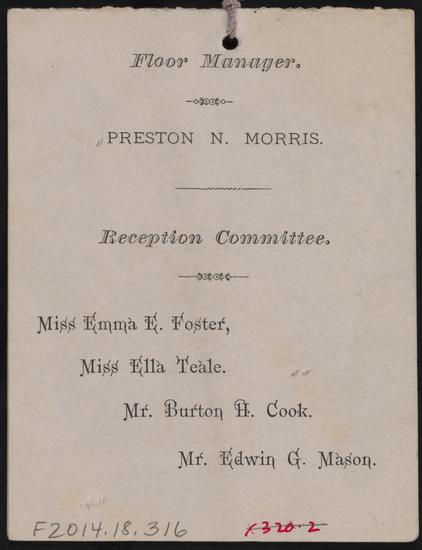 Floor Manager.
PRESTON N. MORRIS.
Reception Committee.
Miss Emma E. Foster,
Miss Ella Teale.
Mr. Burton H. Cook.
Mr. Edwin G. Mason.
F2014.18.316
x320.2